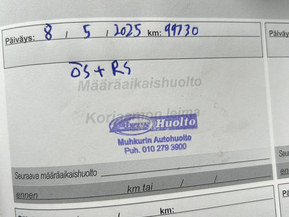 Päiväys: 8 / 5 / 2025 km: 99730
ÖS + RS
Määräaikaishuolto
Korjaamon leima
Huolto
Muhkurin Autohuolto
Puh. 010 279 3900
Seuraava määräaikaishuolto
ennen / / km tai
Päiväys: / / km: